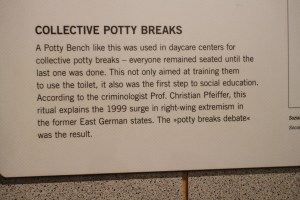 COLLECTIVE POTTY BREAKS
A Potty Bench like this was used in daycare centers for
collective potty breaks – everyone remained seated until the
last one was done. This not only aimed at training them
to use the toilet, it also was the first step to social education.
According to the criminologist Prof. Christian Pfeiffer, this
ritual explains the 1999 surge in right-wing extremism in
the former East German states. The »potty breaks debate«
was the result.